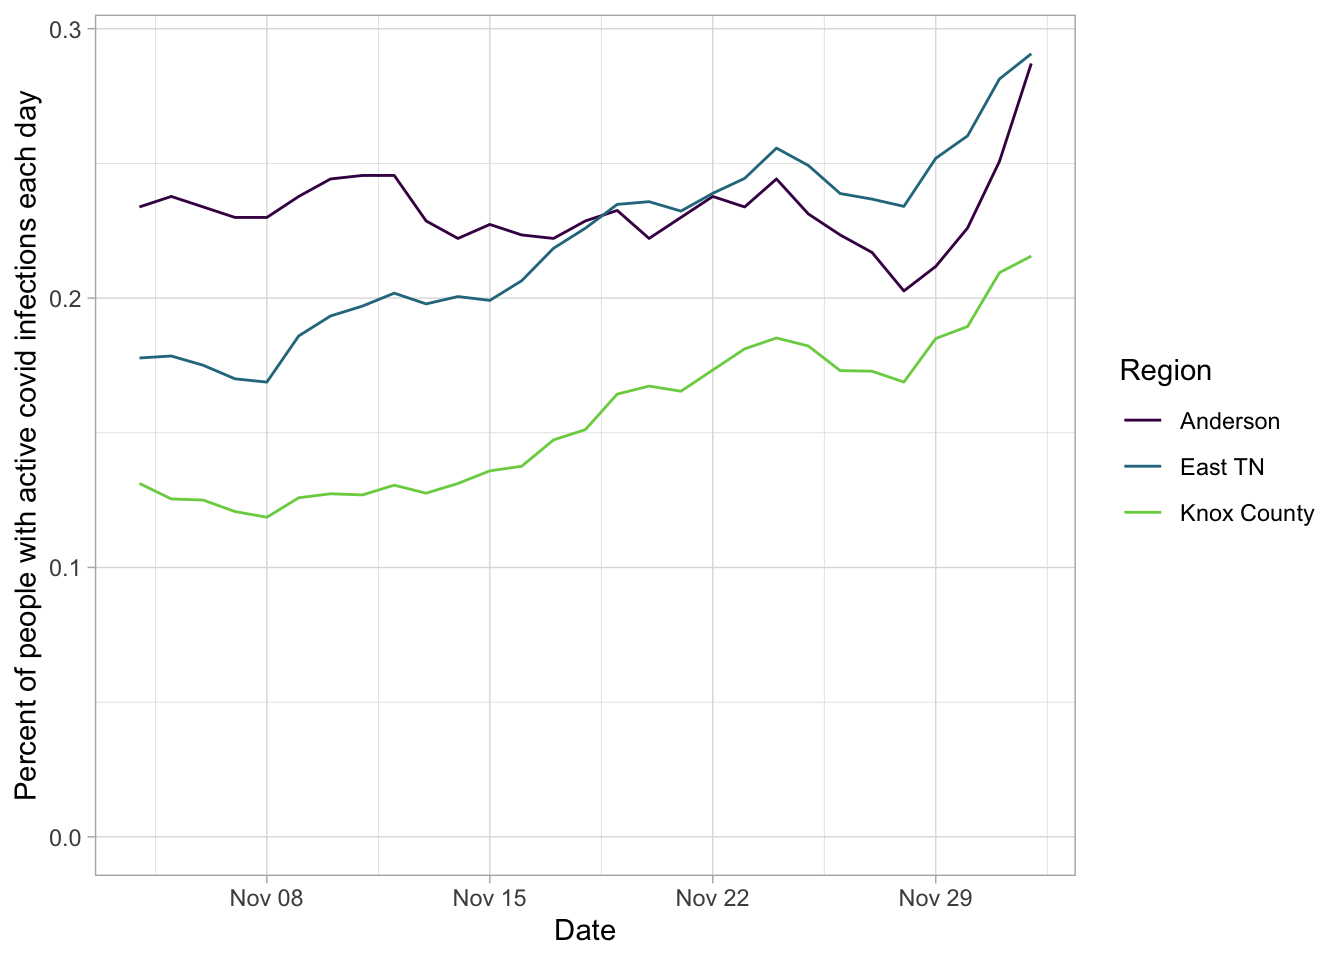 Percent of people with active covid infections each day
0.3
0.2
0.1
0.0
Nov 08
Nov 15
Nov 22
Nov 29
Date
Region
Anderson
East TN
Knox County